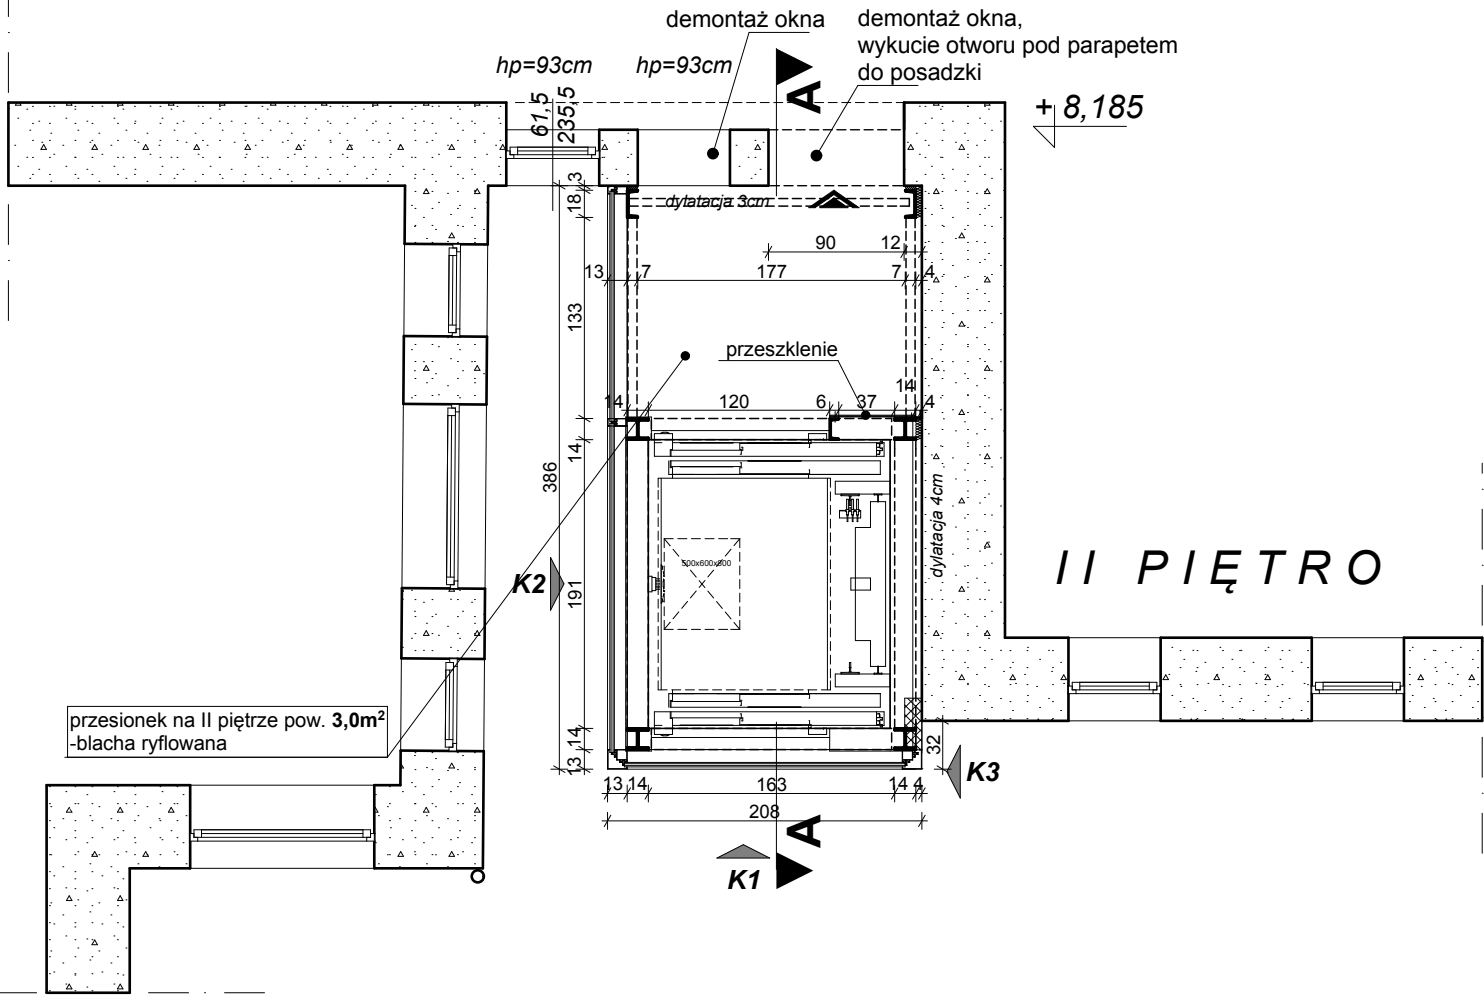 demontaż okna
demontaż okna,
wykucie otworu pod parapetem
do posadzki
hp=93cm
hp=93cm
A
+ 8,185
61,5
235,5
3
18
dylatacja 3cm
90
12
13
7
177
7
4
133
przeszklenie
14
14
120
6
37
4
14
386
dylatacja 4cm
II PIĘTRO
500x600x800
K2
191
przesionek na II piętrze pow. 3,0m²
-blacha ryflowana
14
13
32
K3
13
14
163
14
4
208
A
K1